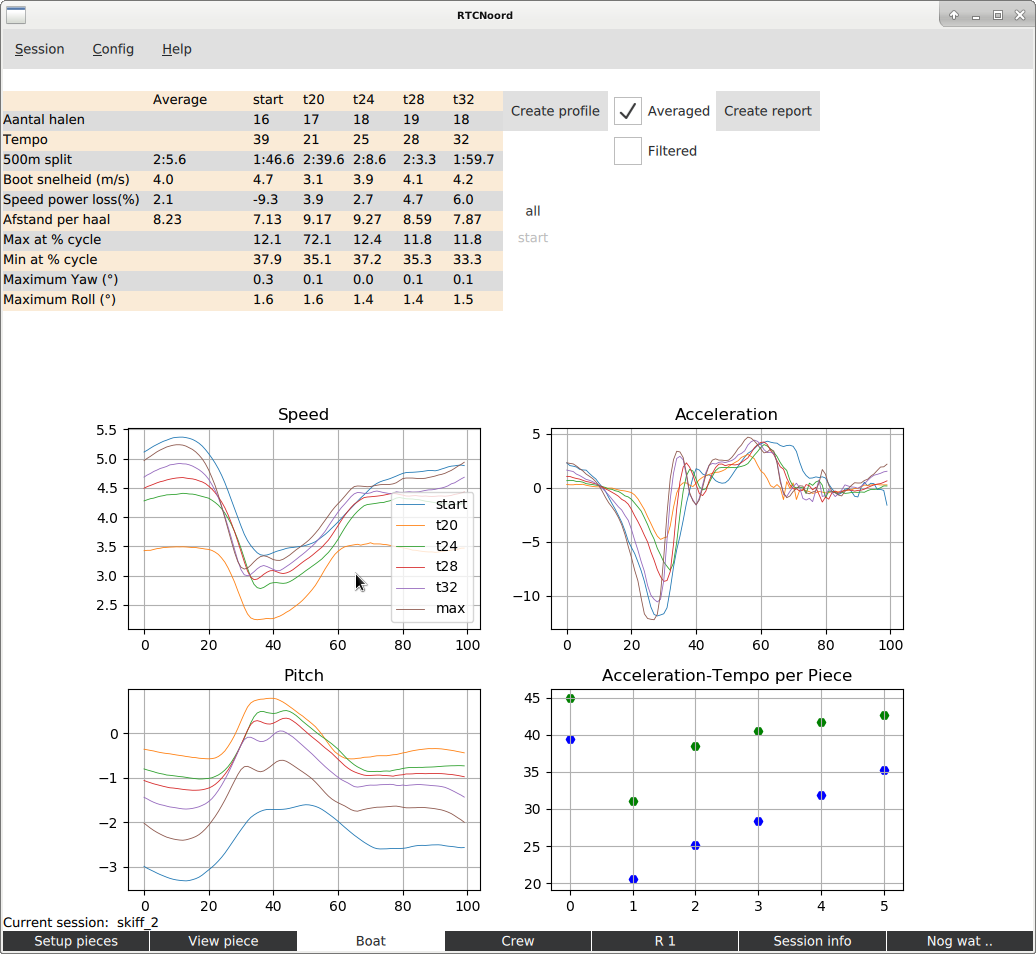 RTCNoord
Session Config Help
Average start t20 t24 t28 t32
Aantal halen 16 17 18 19 18
Tempo 39 21 25 28 32
500m split 2:5.6 1:46.6 2:39.6 2:8.6 2:3.3 1:59.7
Boot snelheid (m/s) 4.0 4.7 3.1 3.9 4.1 4.2
Speed power loss(%) 2.1 -9.3 3.9 2.7 4.7 6.0
Afstand per haal 8.23 7.13 9.17 9.27 8.59 7.87
Max at % cycle 12.1 72.1 12.4 11.8 11.8
Min at % cycle 37.9 35.1 37.2 35.3 33.3
Maximum Yaw (°) 0.3 0.1 0.0 0.1 0.1
Maximum Roll (°) 1.6 1.6 1.4 1.4 1.5
Create profile Averaged Create report
Filtered
all
start
Speed
5.5
5.0
4.5
4.0
3.5
3.0
2.5
0 20 40 60 80 100
start
t20
t24
t28
t32
max
Acceleration
5
0
−5
−10
0 20 40 60 80 100
Pitch
0
−1
−2
−3
0 20 40 60 80 100
Acceleration-Tempo per Piece
45
40
35
30
25
20
0 1 2 3 4 5
Current session: skiff_2
Setup pieces View piece Boat Crew R 1 Session info Nog wat ..